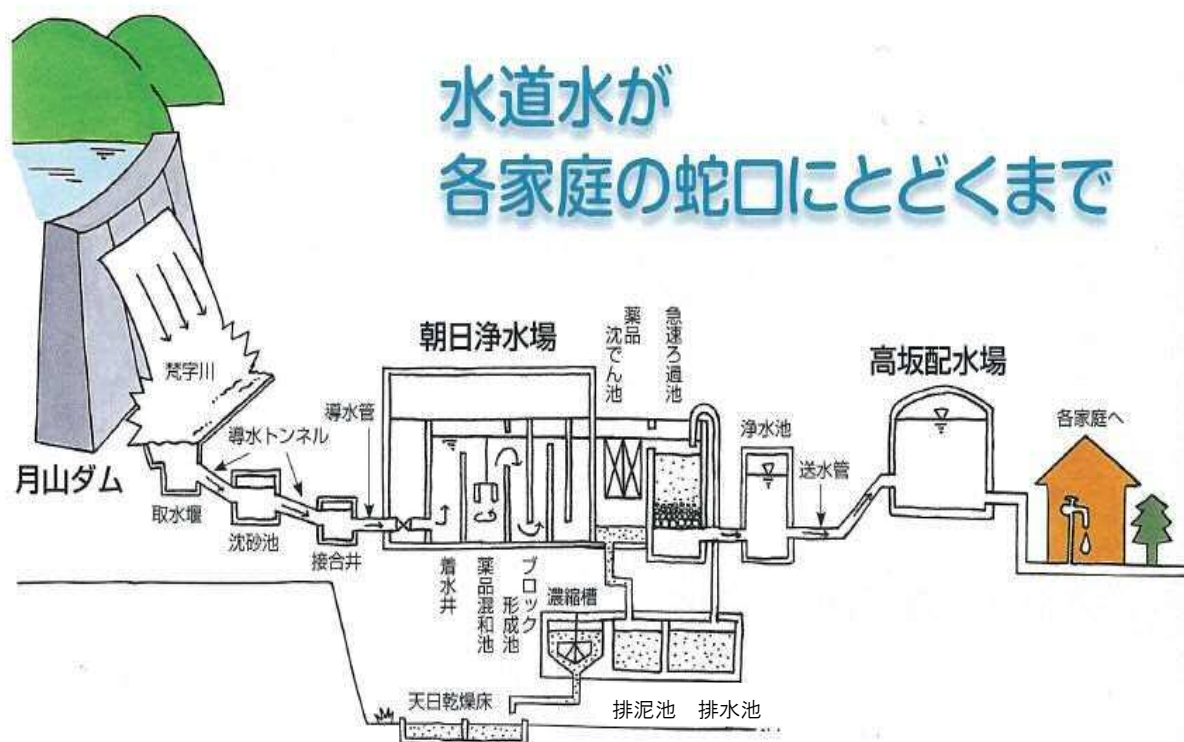 水道水が
各家庭の蛇口にとどくまで
月山ダム
梵字川
取水堰
導水トンネル
沈砂池
接合井
導水管
朝日浄水場
着水井
薬品混和池
ブロック
形成池
薬品
沈でん池
急速ろ過池
浄水池
送水管
高坂配水場
各家庭へ
濃縮槽
天日乾燥床
排泥池
排水池